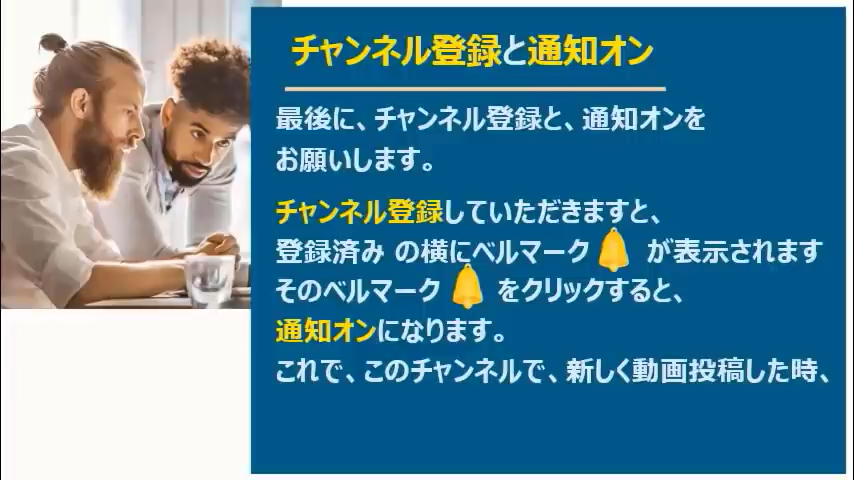 チャンネル登録と通知オン
最後に、チャンネル登録と、通知オンを
お願いします。
チャンネル登録していただきますと、
登録済み の横にベルマーク 🔔 が表示されます
そのベルマーク 🔔 をクリックすると、
通知オンになります。
これで、このチャンネルで、新しく動画投稿した時、